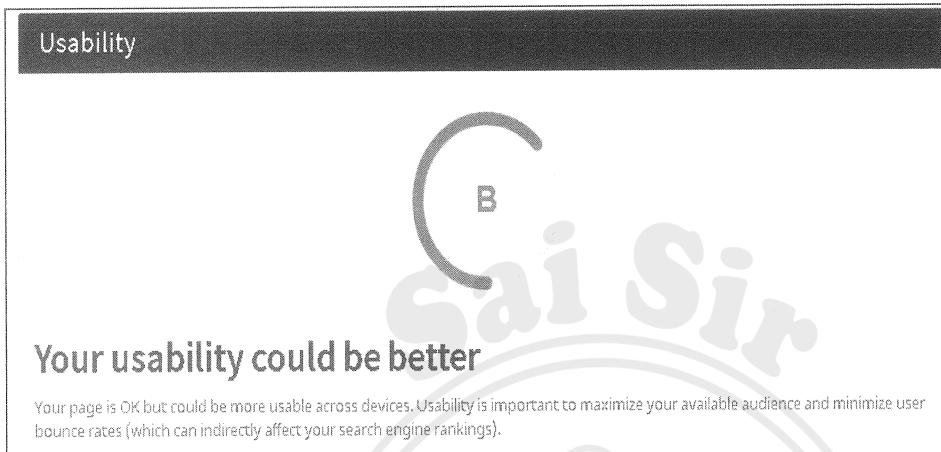 Usability
B
Sai Sir
Your usability could be better
Your page is OK but could be more usable across devices. Usability is important to maximize your available audience and minimize user
bounce rates (which can indirectly affect your search engine rankings).